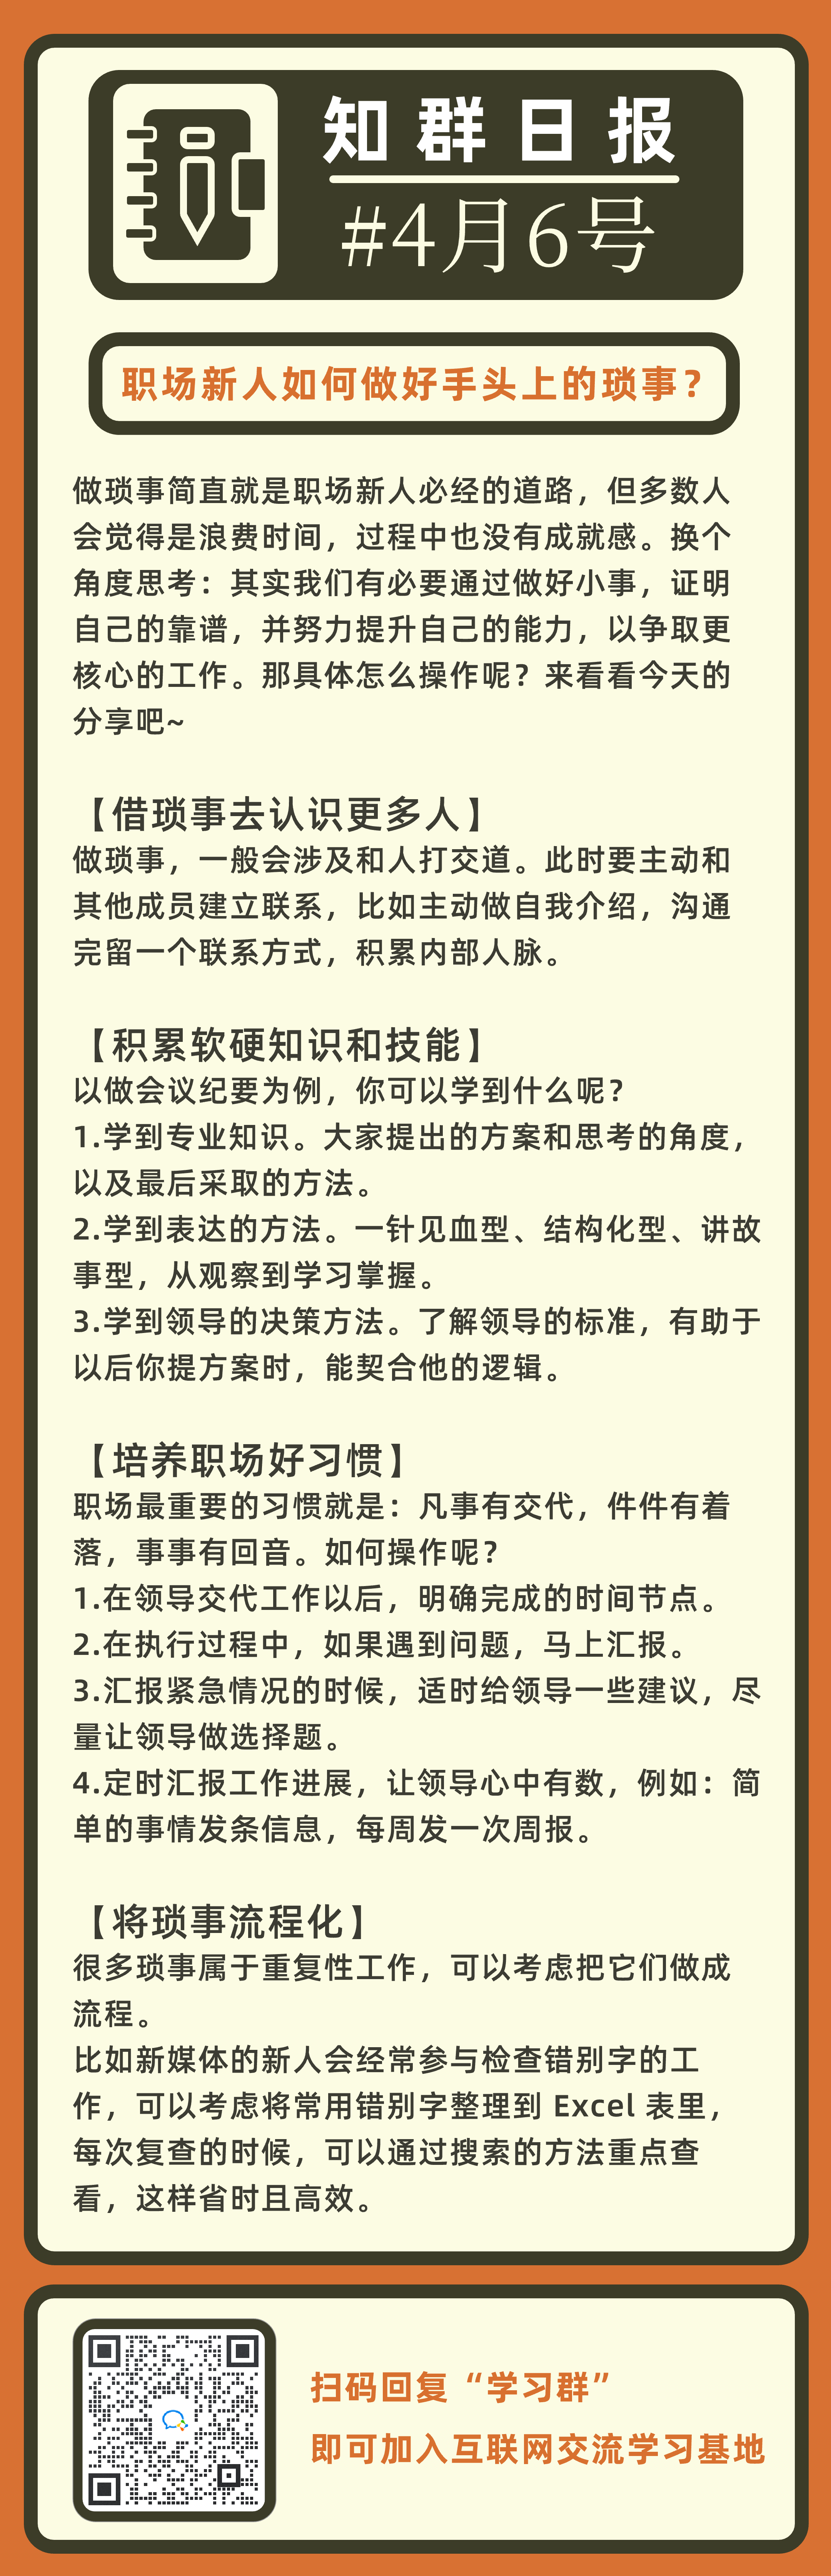 知群日报
#4月6号
职场新人如何做好手头上的琐事？
做琐事简直就是职场新人必经的道路，但多数人
会觉得是浪费时间，过程中也没有成就感。换个
角度思考：其实我们有必要通过做好小事，证明
自己的靠谱，并努力提升自己的能力，以争取更
核心的工作。那具体怎么操作呢？来看看今天的
分享吧~
【借琐事去认识更多人】
做琐事，一般会涉及和人打交道。此时要主动和
其他成员建立联系，比如主动做自我介绍，沟通
完留一个联系方式，积累内部人脉。
【积累软硬知识和技能】
以做会议纪要为例，你可以学到什么呢？
1.学到专业知识。大家提出的方案和思考的角度，
以及最后采取的方法。
2.学到表达的方法。一针见血型、结构化型、讲故
事型，从观察到学习掌握。
3.学到领导的决策方法。了解领导的标准，有助于
以后你提方案时，能契合他的逻辑。
【培养职场好习惯】
职场最重要的习惯就是：凡事有交代，件件有着
落，事事有回音。如何操作呢？
1.在领导交代工作以后，明确完成的时间节点。
2.在执行过程中，如果遇到问题，马上汇报。
3.汇报紧急情况的时候，适时给领导一些建议，尽
量让领导做选择题。
4.定时汇报工作进展，让领导心中有数，例如：简
单的事情发条信息，每周发一次周报。
【将琐事流程化】
很多琐事属于重复性工作，可以考虑把它们做成
流程。
比如新媒体的新人会经常参与检查错别字的工
作，可以考虑将常用错别字整理到 Excel 表里，
每次复查的时候，可以通过搜索的方法重点查
看，这样省时且高效。
扫码回复“学习群”
即可加入互联网交流学习基地